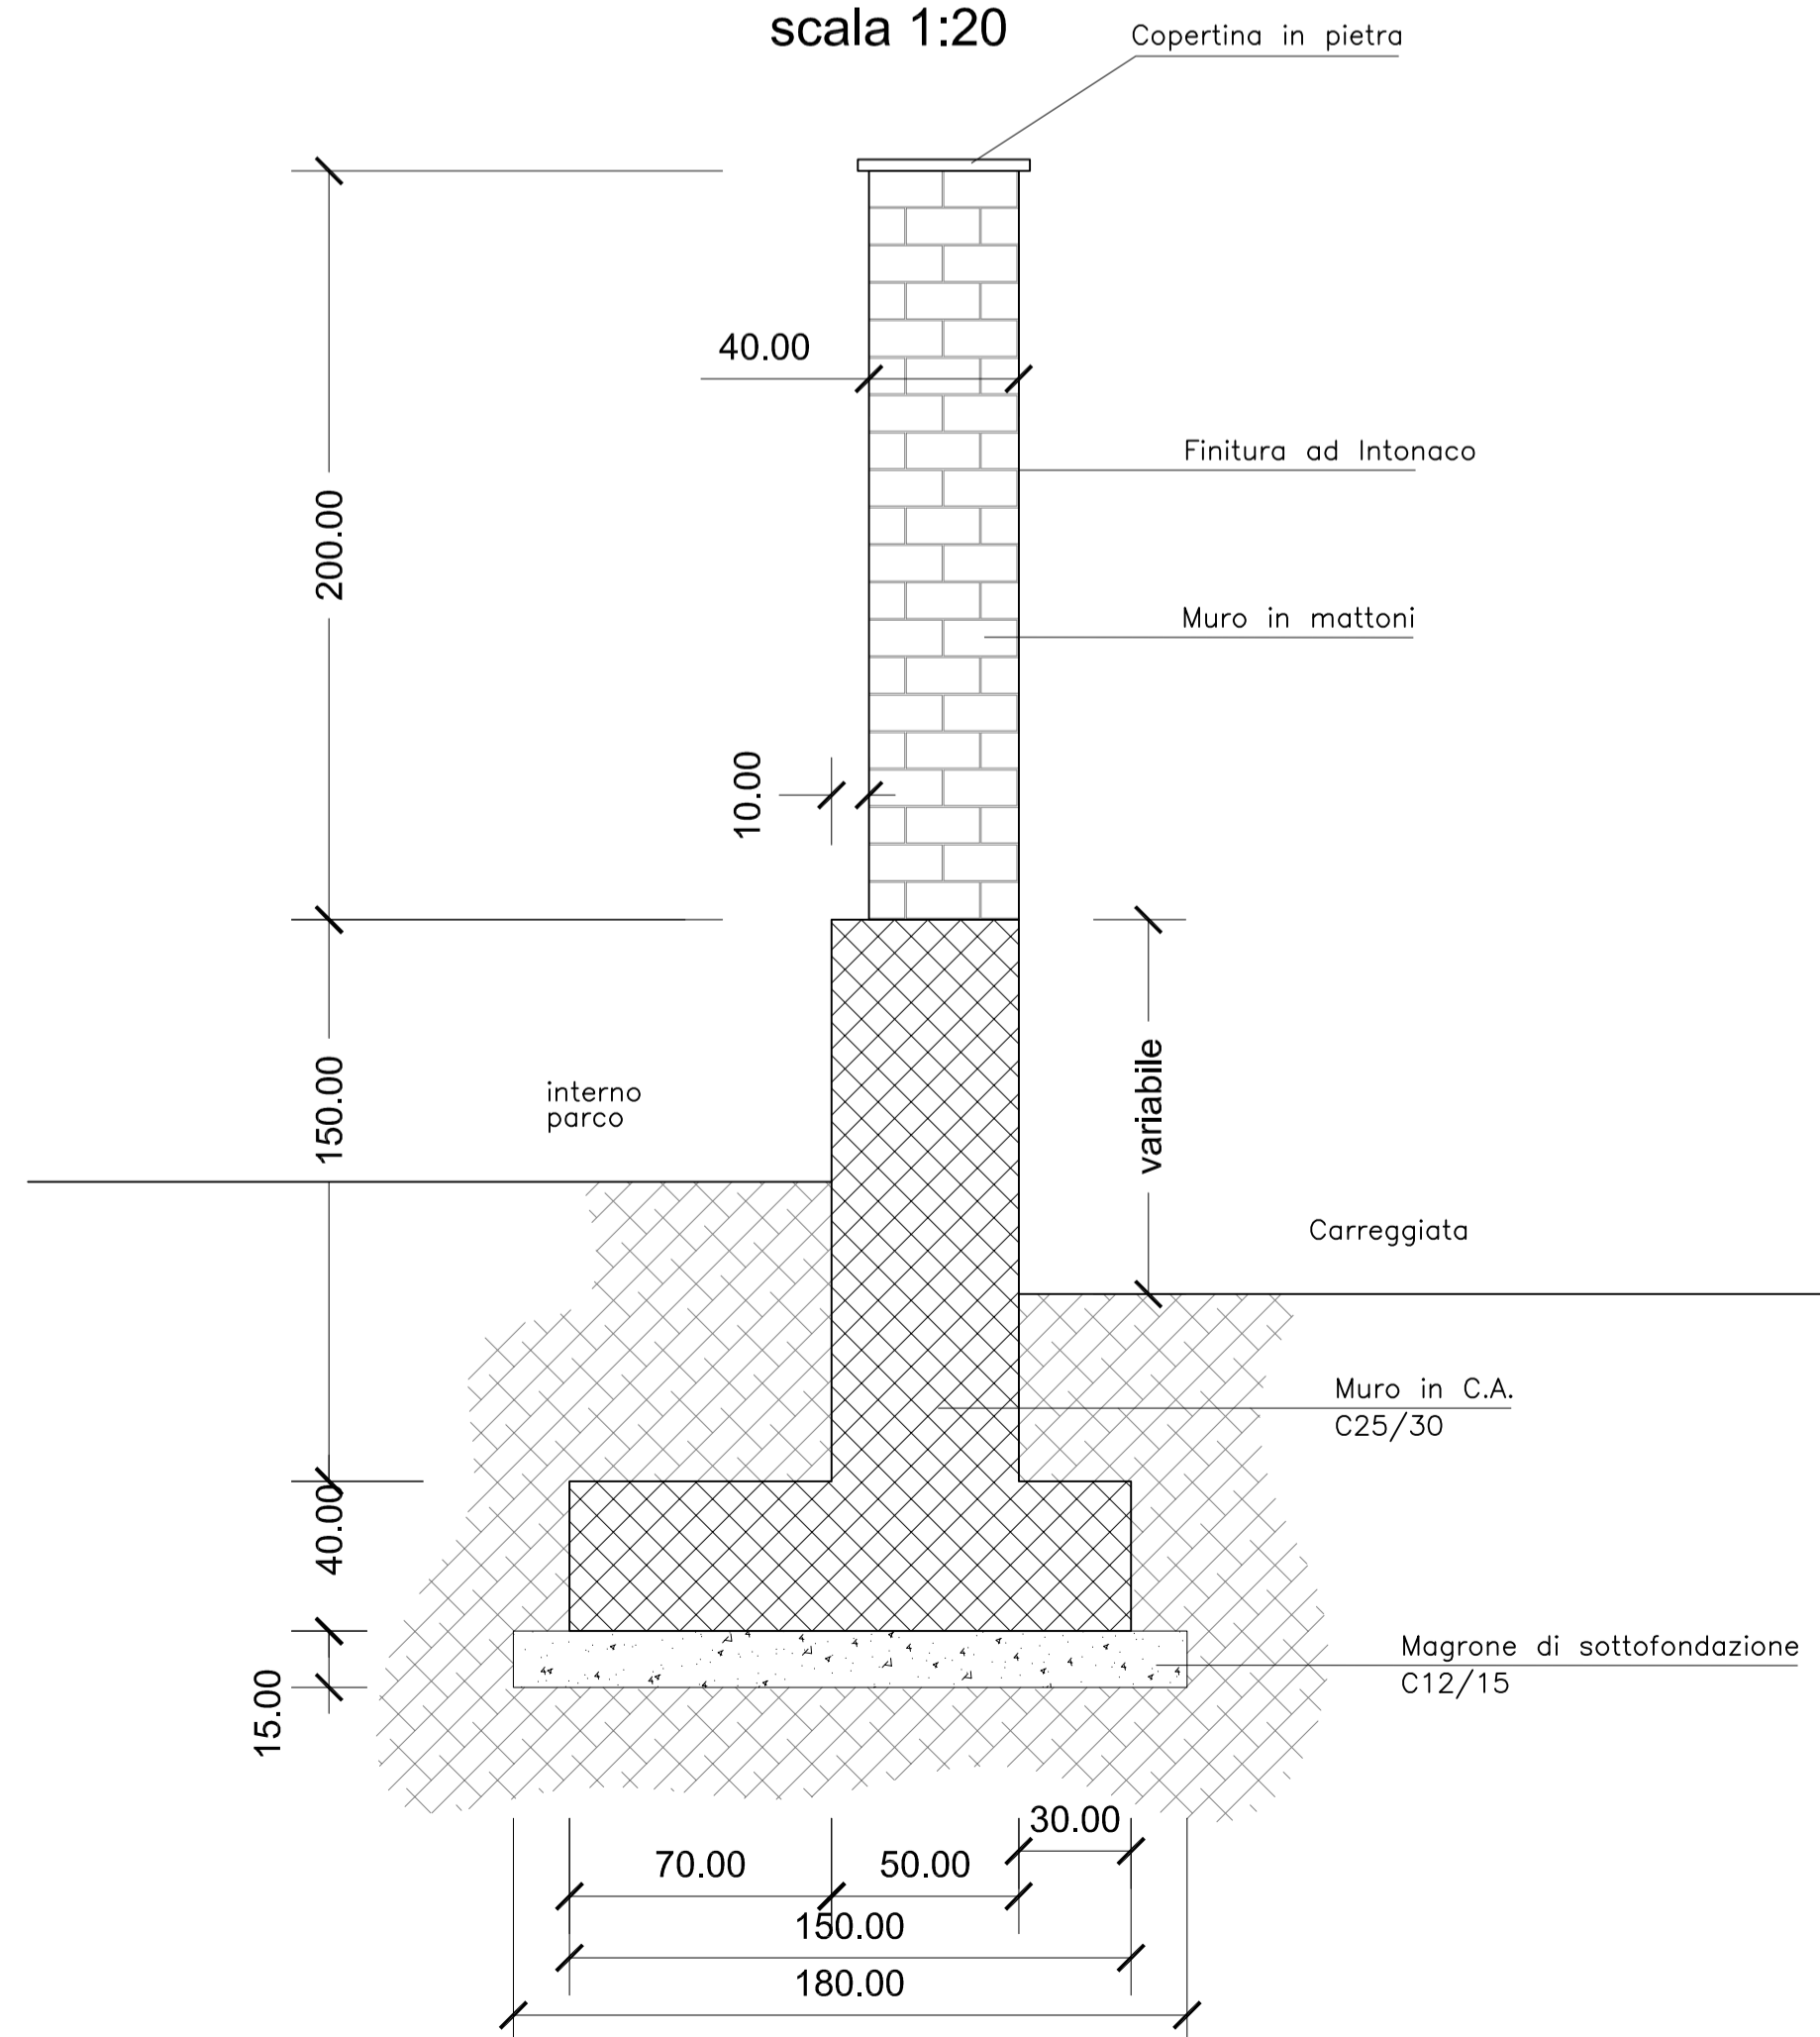 scala 1:20
Copertina in pietra
40.00
Finitura ad Intonaco
200.00
Muro in mattoni
10.00
interno
parco
150.00
variabile
Carreggiata
Muro in C.A.
C25/30
40.00
Magrone di sottofondazione
C12/15
15.00
30.00
70.00
50.00
150.00
180.00